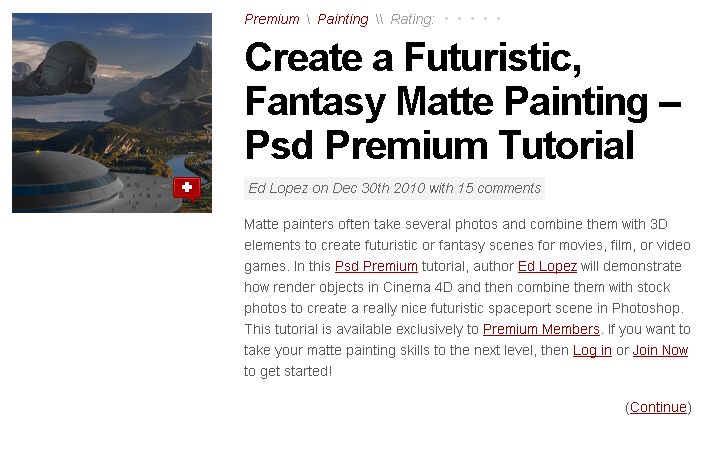 Premium \ Painting \\ Rating:
Create a Futuristic,
Fantasy Matte Painting –
Psd Premium Tutorial
Ed Lopez on Dec 30th 2010 with 15 comments
Matte painters often take several photos and combine them with 3D
elements to create futuristic or fantasy scenes for movies, film, or video
games. In this Psd Premium tutorial, author Ed Lopez will demonstrate
how render objects in Cinema 4D and then combine them with stock
photos to create a really nice futuristic spaceport scene in Photoshop.
This tutorial is available exclusively to Premium Members. If you want to
take your matte painting skills to the next level, then Log in or Join Now
to get started!
(Continue)